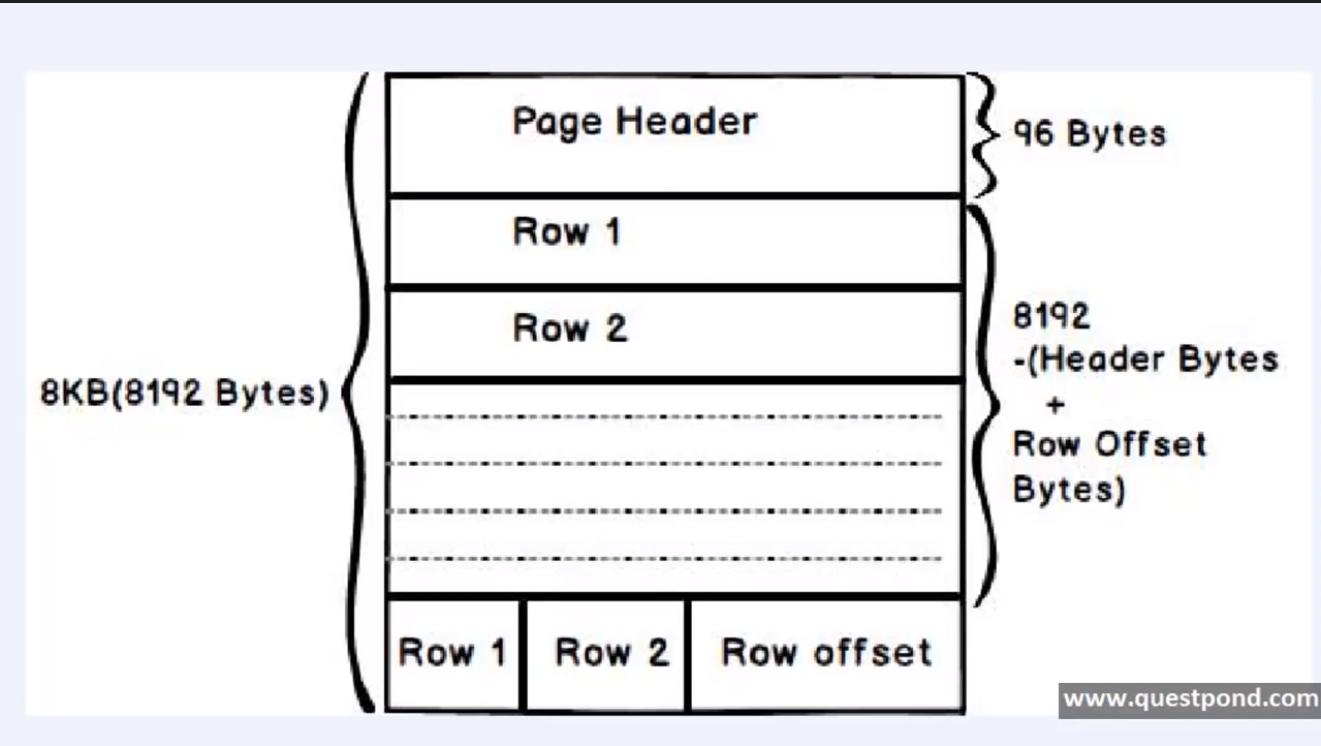 Page Header
96 Bytes
Row 1
Row 2
8KB(8192 Bytes)
8192
-(Header Bytes
+
Row Offset
Bytes)
Row 1
Row 2
Row offset
www.questpond.com